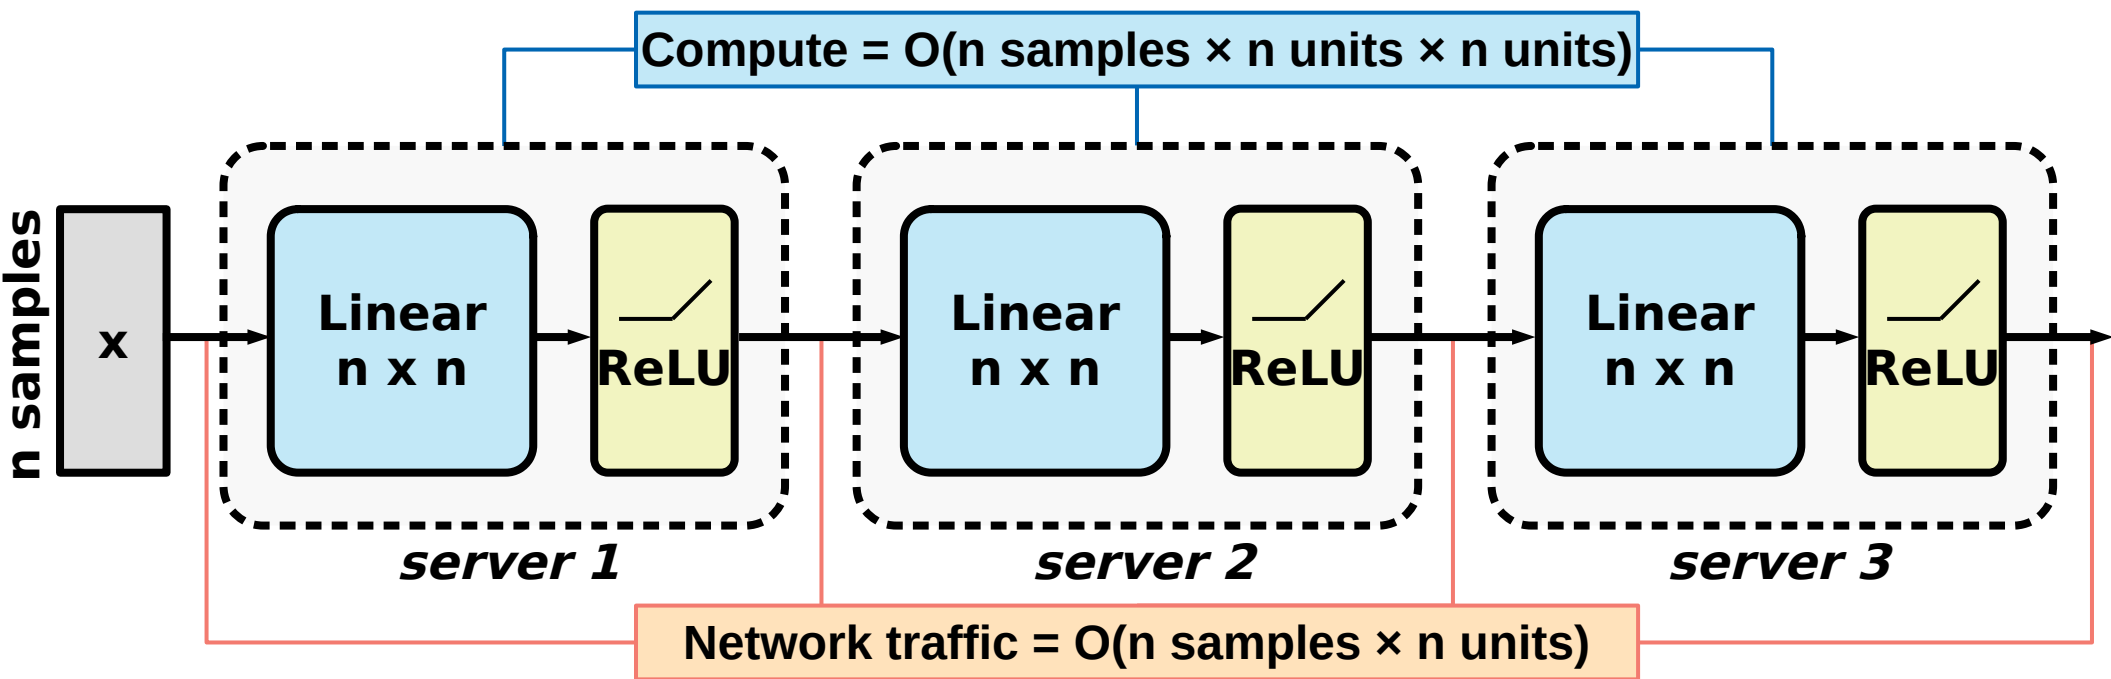 Compute = O(n samples × n units × n units)
n samples
x
Linear
n x n
ReLU
server 1
Linear
n x n
ReLU
server 2
Linear
n x n
ReLU
server 3
Network traffic = O(n samples × n units)